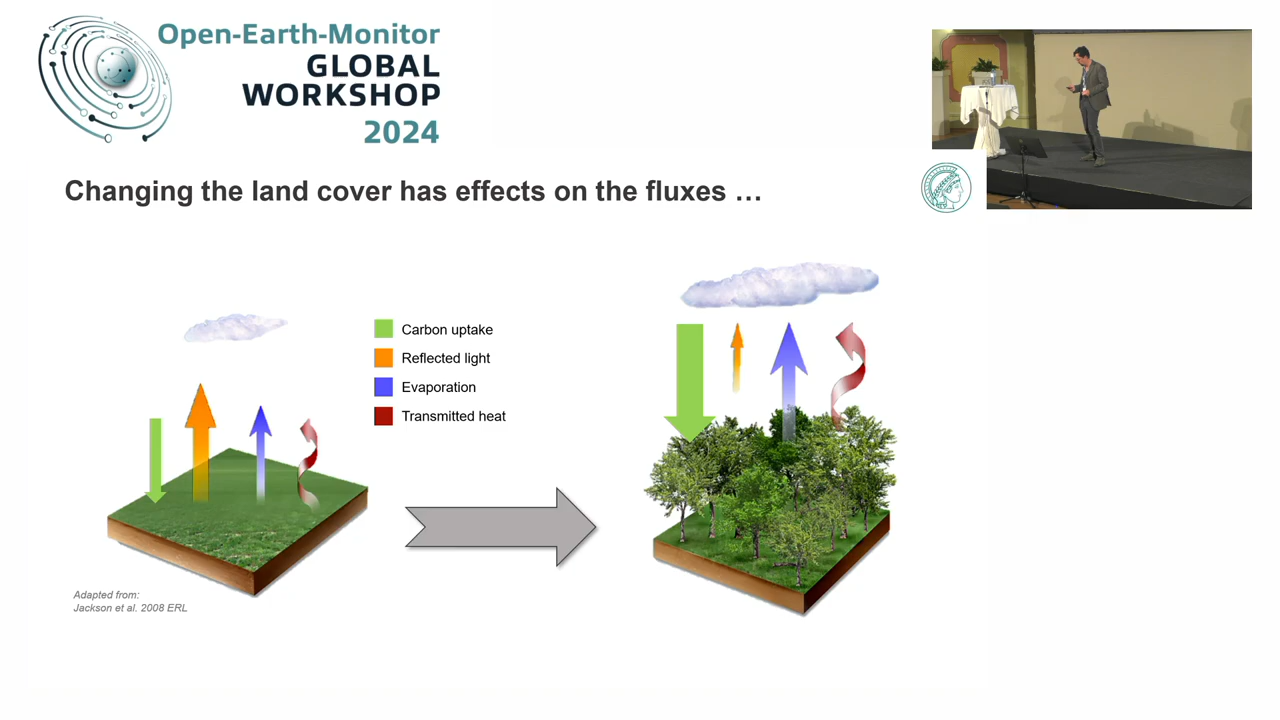 Open-Earth-Monitor
GLOBAL
WORKSHOP
2024
Changing the land cover has effects on the fluxes …
Carbon uptake
Reflected light
Evaporation
Transmitted heat
Adapted from:
Jackson et al. 2008 ERL